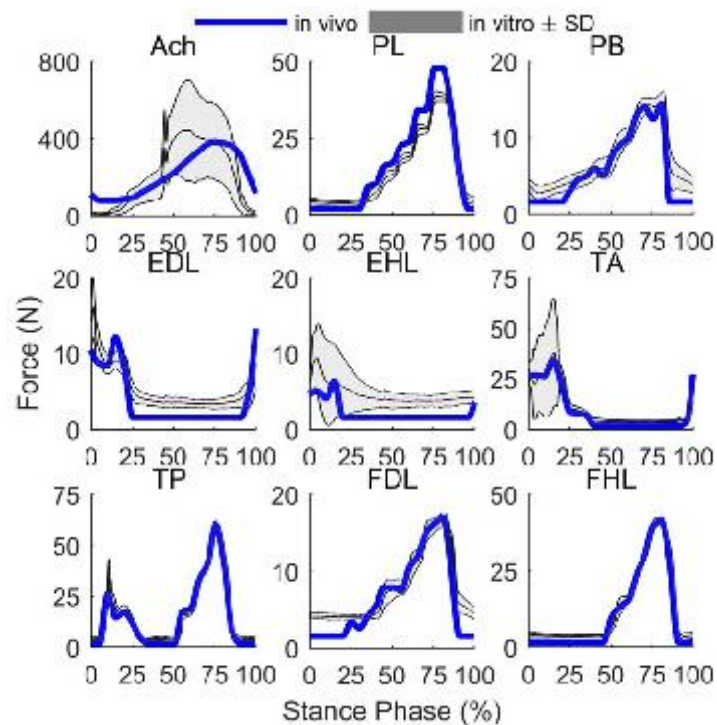 in vivo in vitro ± SD
Ach PL PB
800 50 20
400 25 10
0 0 0
0 25 50 75 100 0 25 50 75 100 0 25 50 75 100
EDL EHL TA
20 20 75
50
10 10
25
0 0 0
0 25 50 75 100 0 25 50 75 100 0 25 50 75 100
TP FDL FHL
75 20 50
50
10 25
25
0 0 0
0 25 50 75 100 0 25 50 75 100 0 25 50 75 100
Force (N)
Stance Phase (%)